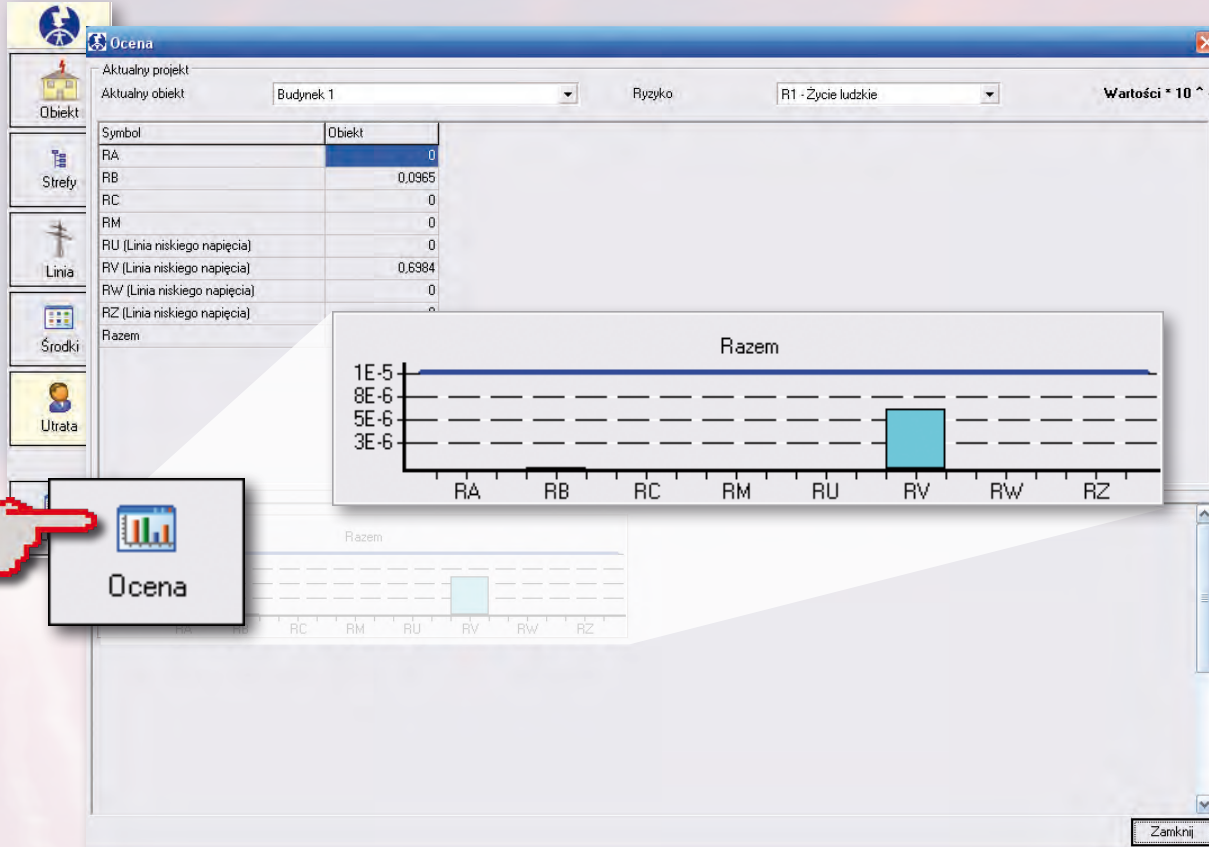 Ocena
Aktualny projekt
Aktualny obiekt Budynek 1 Ryzyko R1 - Życie ludzkie Wartości * 10 ^
Obiekt
Strefy
Linia
Środki
Utrata
Symbol Obiekt
RA 0
RB 0,0965
RC 0
RM 0
RU (Linia niskiego napięcia) 0
RV (Linia niskiego napięcia) 0,6984
RW (Linia niskiego napięcia) 0
RZ (Linia niskiego napięcia) 0
Razem
Razem
1E-5
8E-6
5E-6
3E-6
RA RB RC RM RU RV RW RZ
Ocena
Razem
RA RB RC RM RU RV RW RZ
Zamknij